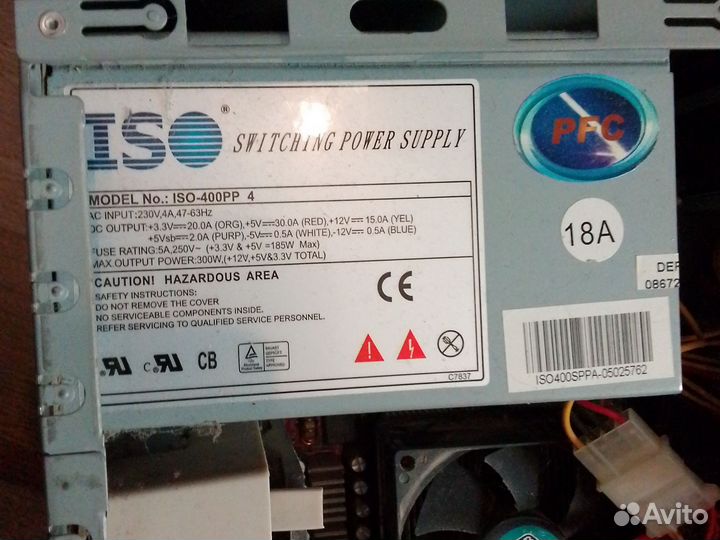 ISO ® SWITCHING POWER SUPPLY
PFC
MODEL No.: ISO-400PP 4
AC INPUT:230V,4A,47-63Hz
DC OUTPUT:+3.3V⎓20.0A (ORG),+5V⎓30.0A (RED),+12V⎓15.0A (YEL)
+5Vsb⎓2.0A (PURP),-5V⎓0.5A (WHITE),-12V⎓0.5A (BLUE)
FUSE RATING:5A,250V~ (+3.3V & +5V =185W Max)
MAX OUTPUT POWER:300W,(+12V,+5V&3.3V TOTAL)
18A
CAUTION! HAZARDOUS AREA
SAFETY INSTRUCTIONS:
DO NOT REMOVE THE COVER
NO SERVICEABLE COMPONENTS INSIDE.
REFER SERVICING TO QUALIFIED SERVICE PERSONNEL.
CE
DEF
08672
CB
ISO400SPPA-05025762
C7837
Avito